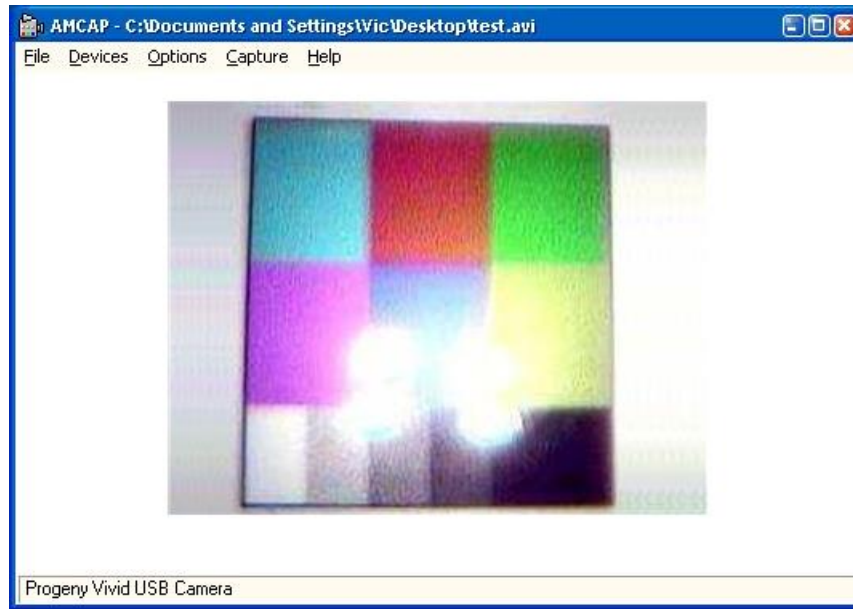 AMCAP - C:\Documents and Settings\Vic\Desktop\test.avi
File Devices Options Capture Help
Progeny Vivid USB Camera